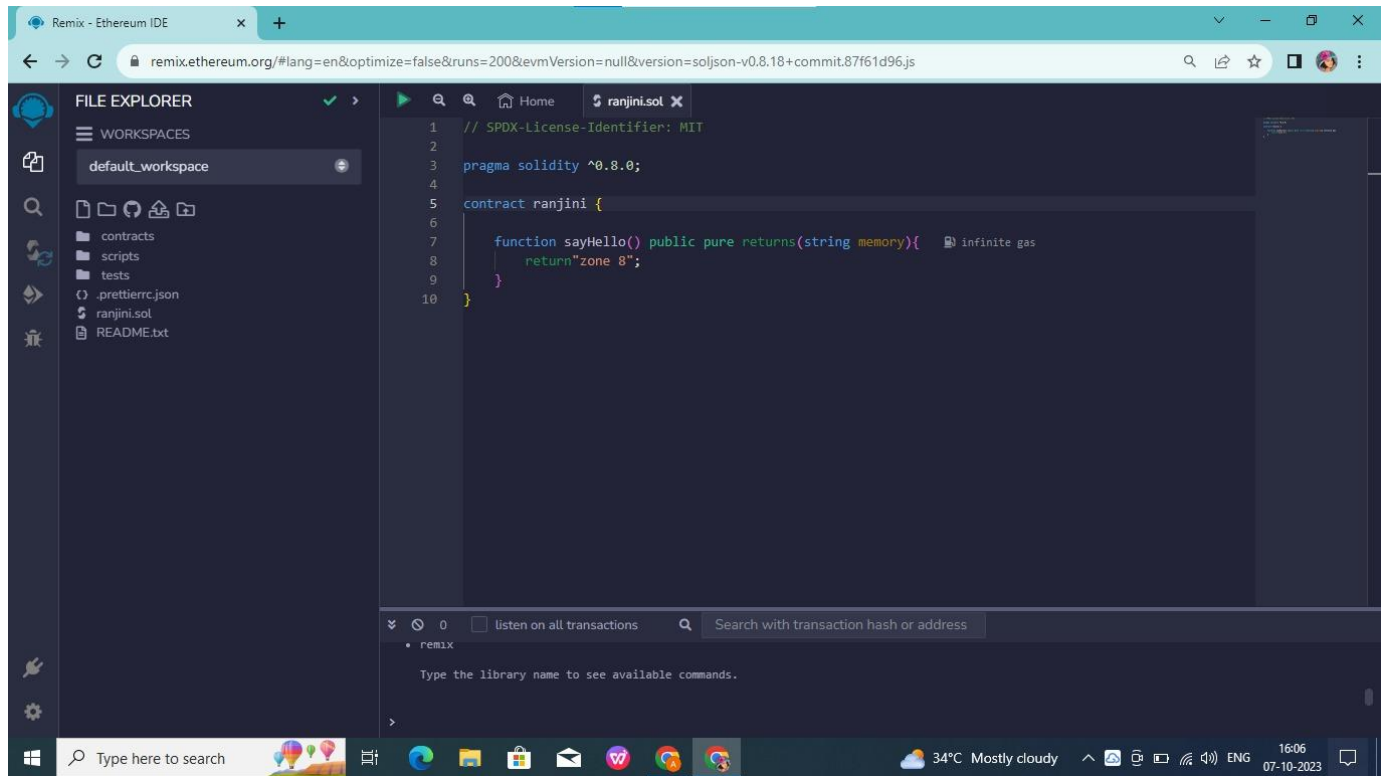 Remix - Ethereum IDE
remix.ethereum.org/#lang=en&optimize=false&runs=200&evmVersion=null&version=soljson-v0.8.18+commit.87f61d96.js
FILE EXPLORER
WORKSPACES
default_workspace
contracts
scripts
tests
.prettierrc.json
ranjini.sol
README.txt
Home
ranjini.sol
1 // SPDX-License-Identifier: MIT
2
3 pragma solidity ^0.8.0;
4
5 contract ranjini {
6
7 function sayHello() public pure returns(string memory){ infinite gas
8 return"zone 8";
9 }
10 }
0 listen on all transactions Search with transaction hash or address
• remix
Type the library name to see available commands.
>
Type here to search
34°C Mostly cloudy
ENG
16:06
07-10-2023